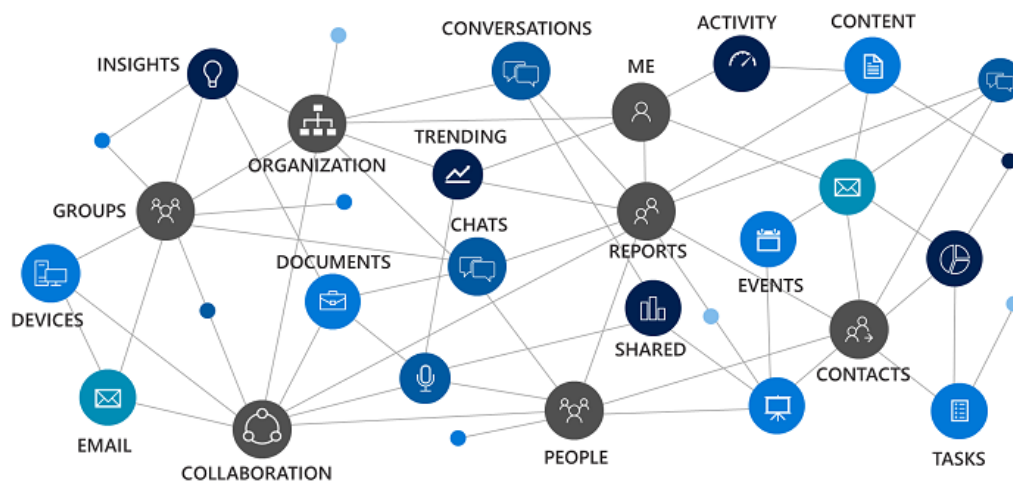 CONVERSATIONS
ACTIVITY
CONTENT
INSIGHTS
ME
TRENDING
ORGANIZATION
GROUPS
CHATS
REPORTS
DOCUMENTS
EVENTS
DEVICES
SHARED
CONTACTS
EMAIL
PEOPLE
TASKS
COLLABORATION